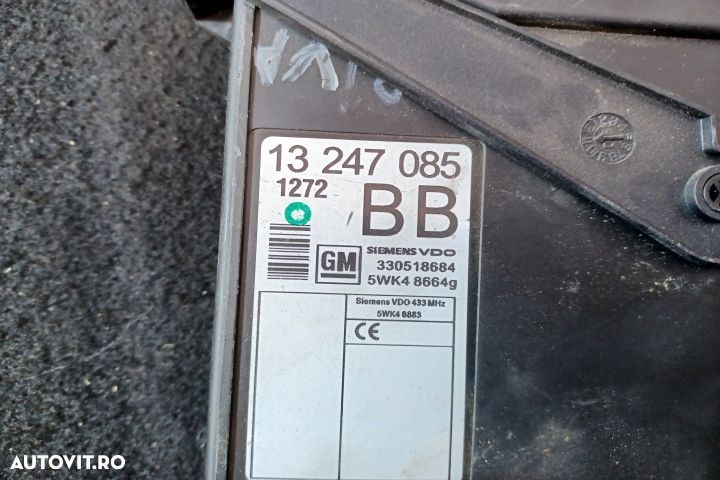 13 247 085
1272
BB
GM
SIEMENS VDO
330518684
5WK4 8664g
Siemens VDO 433 MHz
5WK4 8883
CE
AUTOVIT.RO